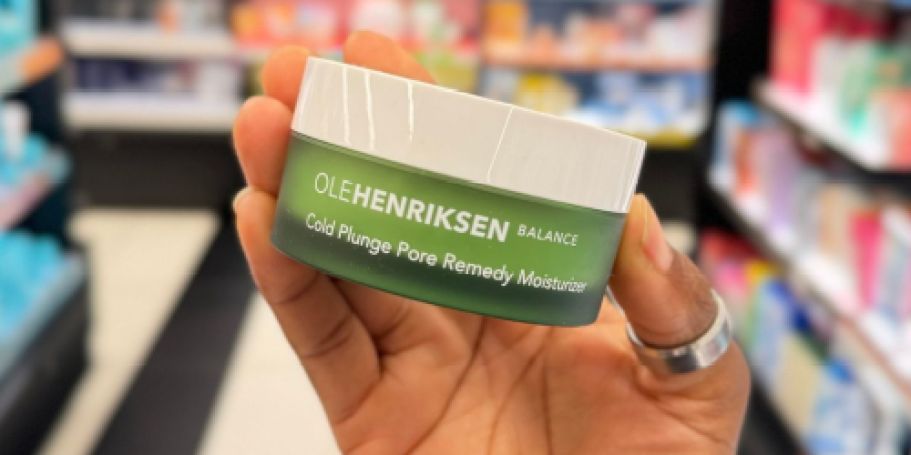 OLEHENRIKSEN BALANCE
Cold Plunge Pore Remedy Moisturizer